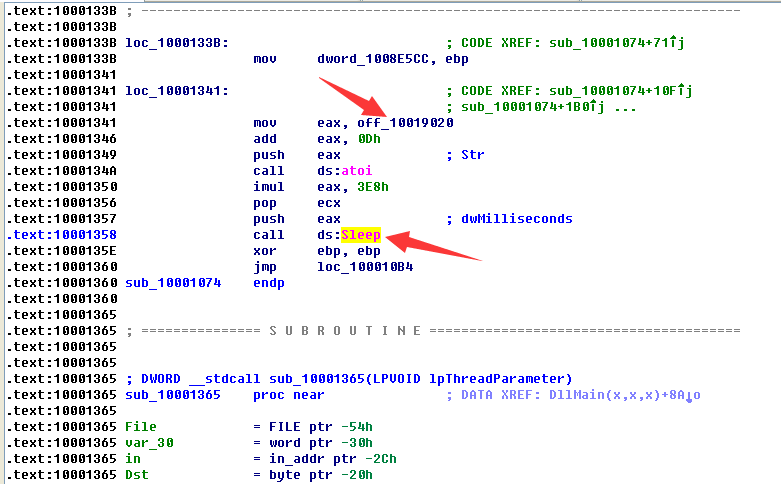 .text:1000133B ; ---------------------------------------------------------------------------
.text:1000133B
.text:1000133B loc_1000133B: ; CODE XREF: sub_10001074+71↑j
.text:1000133B mov dword_1008E5CC, ebp
.text:10001341
.text:10001341 loc_10001341: ; CODE XREF: sub_10001074+10F↑j
.text:10001341 ; sub_10001074+1B0↑j ...
.text:10001341 mov eax, off_10019020
.text:10001346 add eax, 0Dh
.text:10001349 push eax ; Str
.text:1000134A call ds:atoi
.text:10001350 imul eax, 3E8h
.text:10001356 pop ecx
.text:10001357 push eax ; dwMilliseconds
.text:10001358 call ds:Sleep
.text:1000135E xor ebp, ebp
.text:10001360 jmp loc_100010B4
.text:10001360 sub_10001074 endp
.text:10001360
.text:10001365
.text:10001365 ; =============== S U B R O U T I N E =======================================
.text:10001365
.text:10001365
.text:10001365 ; DWORD __stdcall sub_10001365(LPVOID lpThreadParameter)
.text:10001365 sub_10001365 proc near ; DATA XREF: DllMain(x,x,x)+8A↓o
.text:10001365
.text:10001365 File = FILE ptr -54h
.text:10001365 var_30 = word ptr -30h
.text:10001365 in = in_addr ptr -2Ch
.text:10001365 Dst = byte ptr -20h